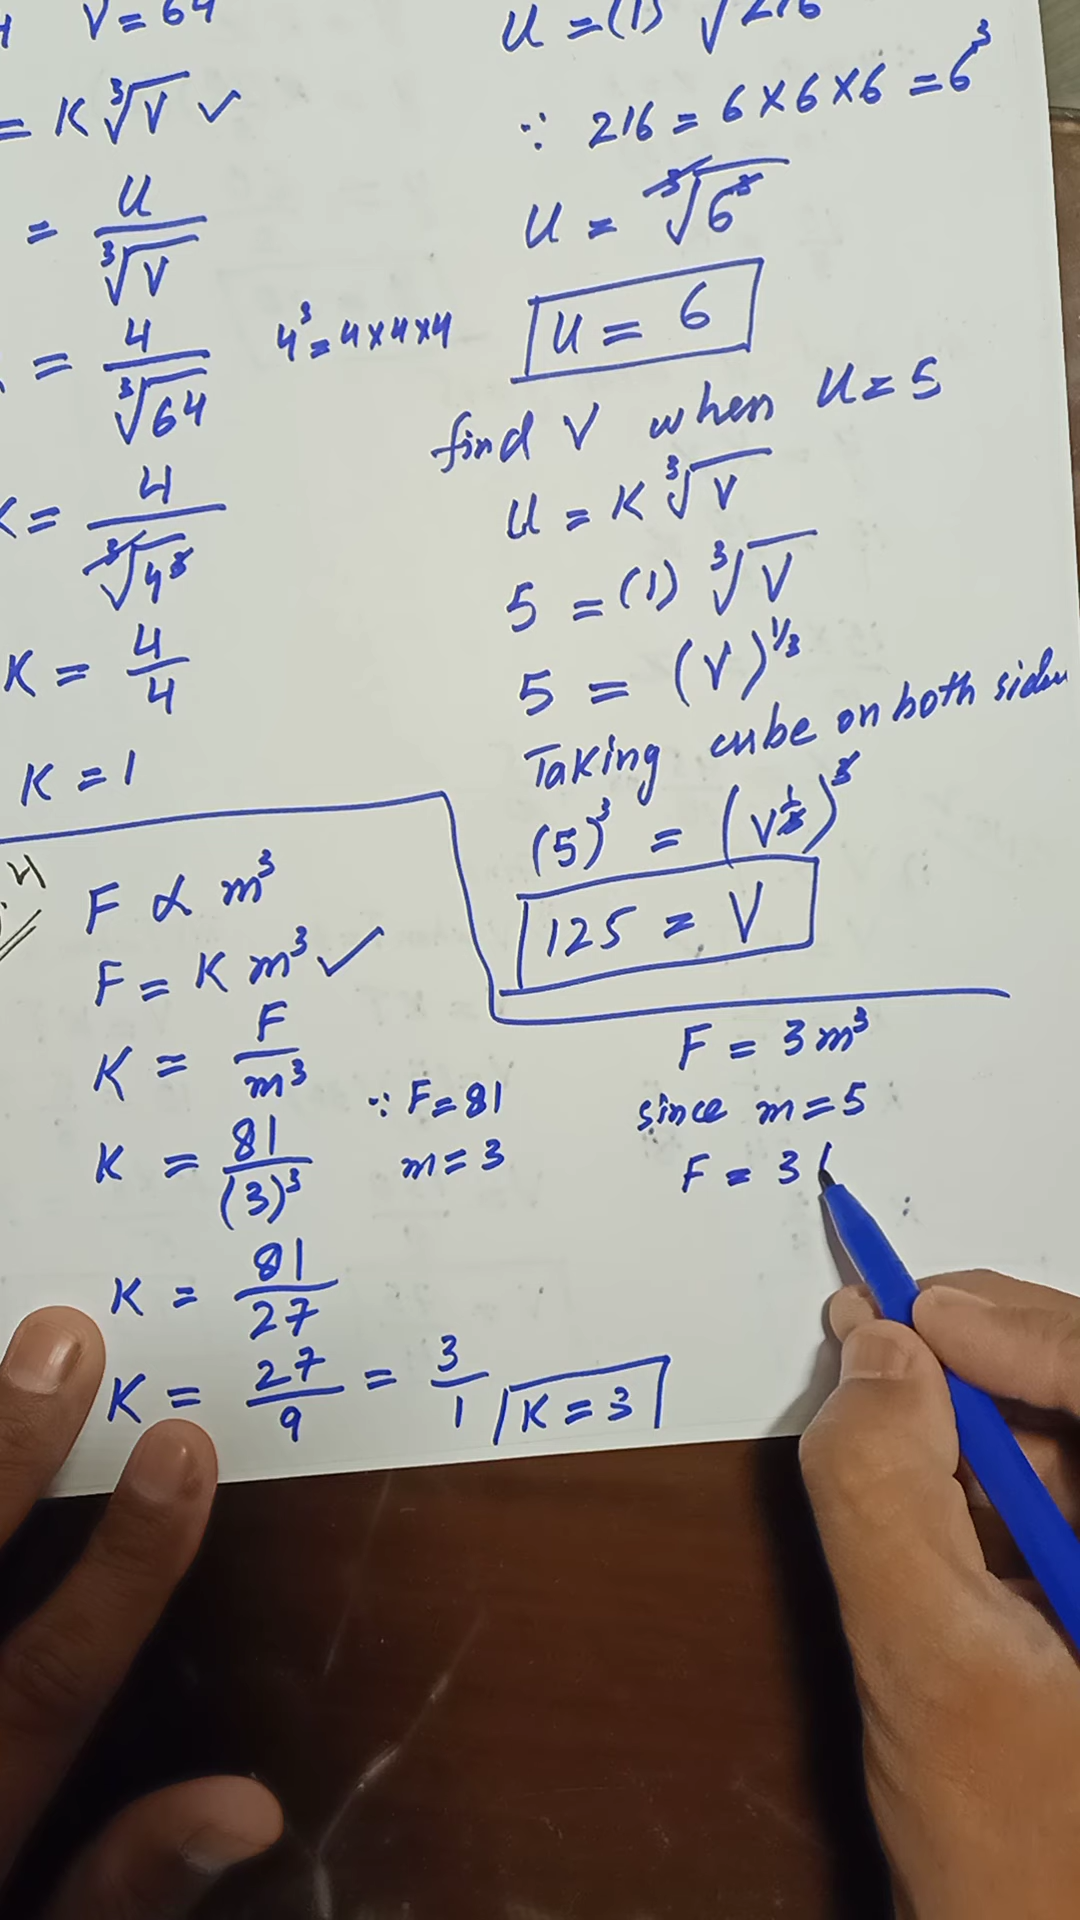 V=64
= K ∛V ✓
= U/∛V
= 4/∛64
4³=4×4×4
K= 4/∛4³
K = 4/4
K = 1
U =(1) ∛216
∵ 216 = 6×6×6 = 6³
U = ∛6³
U = 6
find V when U=5
U = K ∛V
5 = (1) ∛V
5 = (V)^1/3
Taking cube on both sides
(5)³ = (V^1/3)³
125 = V
F ∝ m³
F = K m³ ✓
K = F/m³
∵ F=81
K = 81/(3)³
m=3
K = 81/27
K = 27/9 = 3/1
K = 3
F = 3m³
since m=5
F = 3(